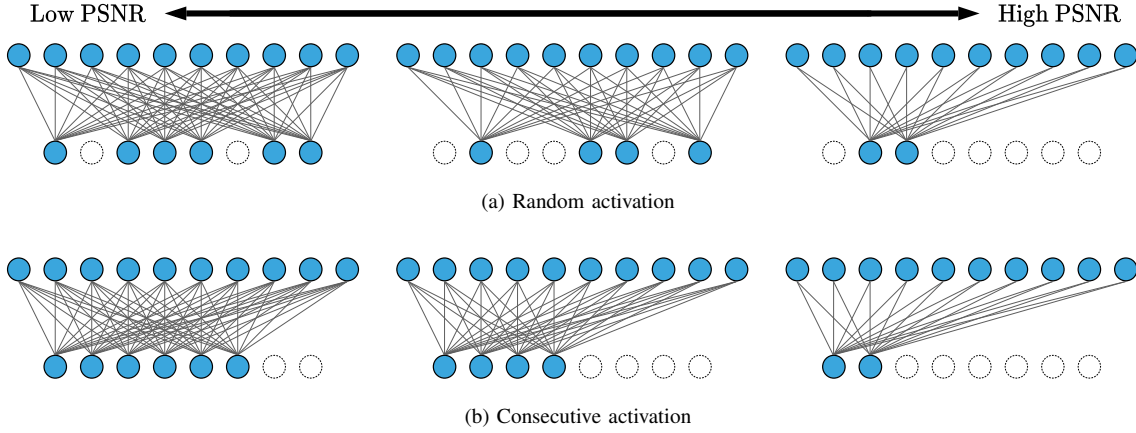 Low PSNR High PSNR
(a) Random activation
(b) Consecutive activation